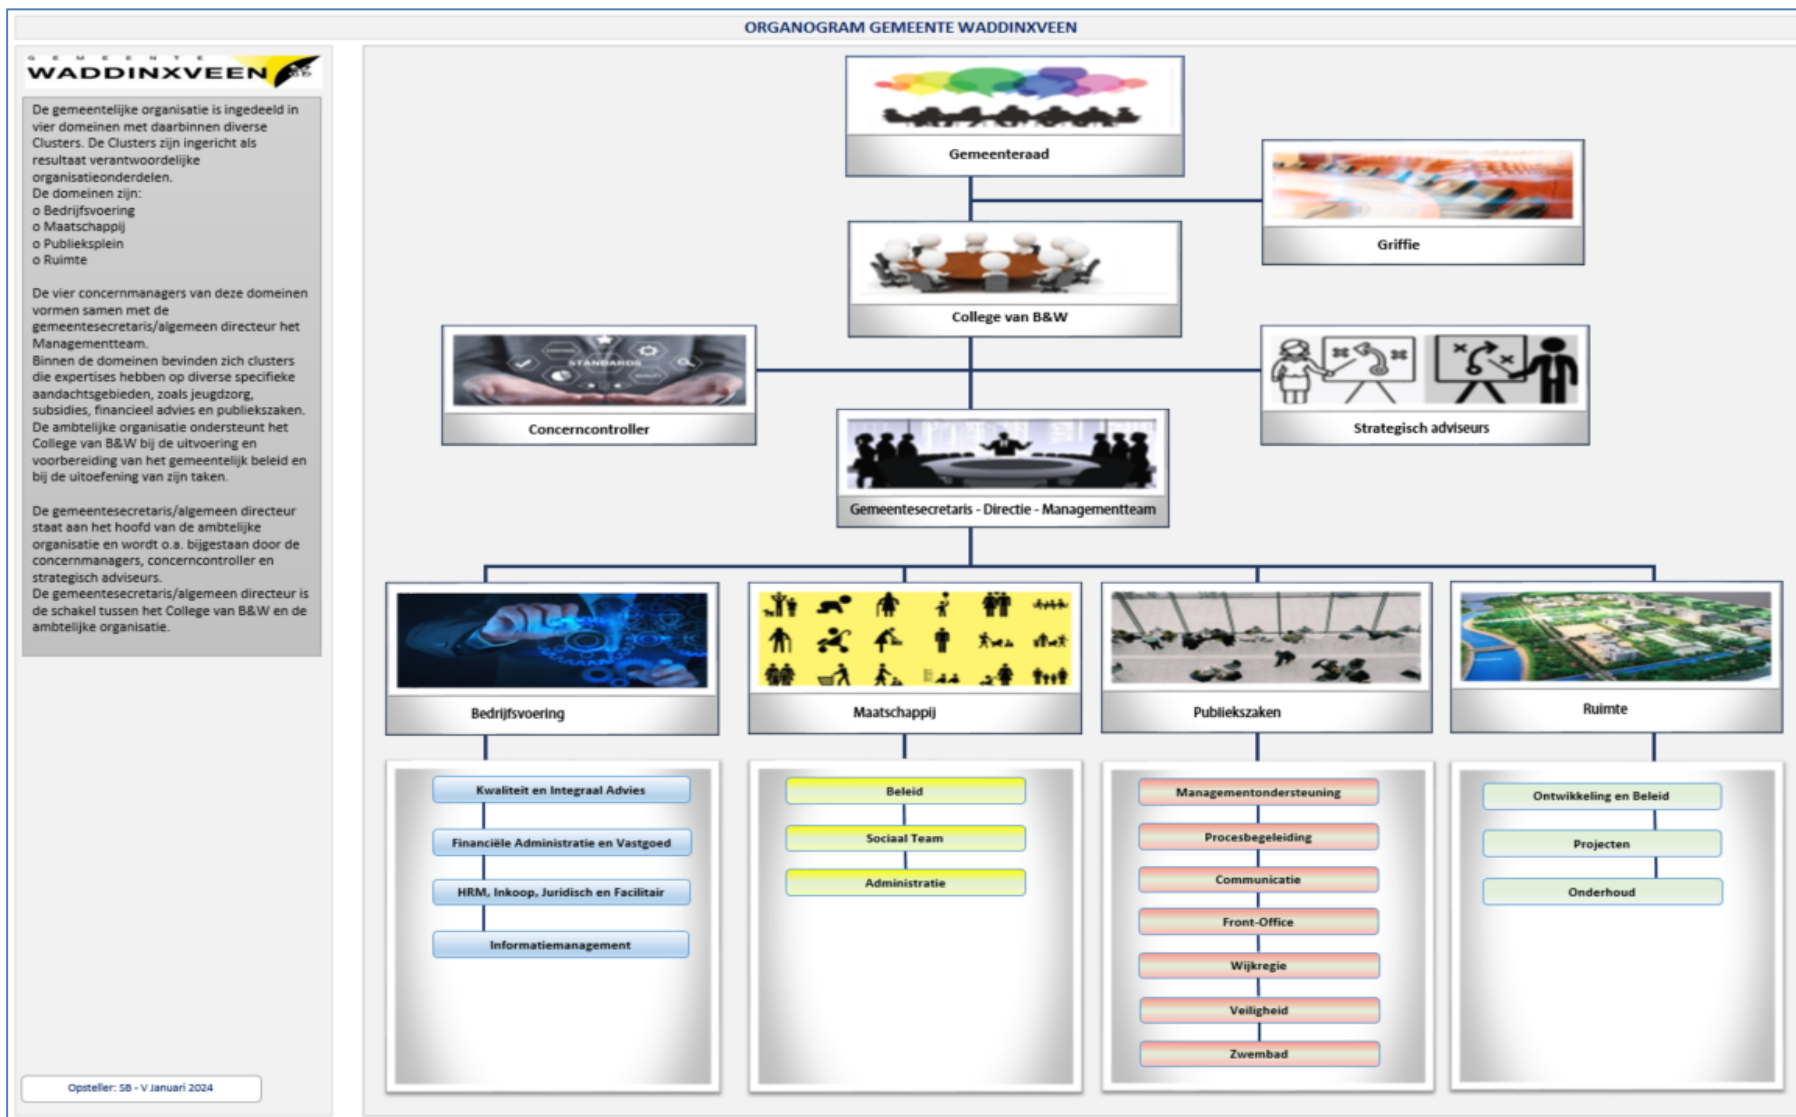 ORGANOGRAM GEMEENTE WADDINXVEEN
GEMEENTE
WADDINXVEEN
De gemeentelijke organisatie is ingedeeld in
vier domeinen met daarbinnen diverse
Clusters. De Clusters zijn ingericht als
resultaat verantwoordelijke
organisatieonderdelen.
De domeinen zijn:
o Bedrijfsvoering
o Maatschappij
o Publieksplein
o Ruimte
De vier concernmanagers van deze domeinen
vormen samen met de
gemeentesecretaris/algemeen directeur het
Managementteam.
Binnen de domeinen bevinden zich clusters
die expertises hebben op diverse specifieke
aandachtsgebieden, zoals jeugdzorg,
subsidies, financieel advies en publiekszaken.
De ambtelijke organisatie ondersteunt het
College van B&W bij de uitvoering en
voorbereiding van het gemeentelijk beleid en
bij de uitoefening van zijn taken.
De gemeentesecretaris/algemeen directeur
staat aan het hoofd van de ambtelijke
organisatie en wordt o.a. bijgestaan door de
concernmanagers, concerncontroller en
strategisch adviseurs.
De gemeentesecretaris/algemeen directeur is
de schakel tussen het College van B&W en de
ambtelijke organisatie.
Opsteller: SB - V Januari 2024
Gemeenteraad
Griffie
College van B&W
STANDARDS
Concerncontroller
Strategisch adviseurs
Gemeentesecretaris - Directie - Managementteam
Bedrijfsvoering
Maatschappij
Publiekszaken
Ruimte
Kwaliteit en Integraal Advies
Financiële Administratie en Vastgoed
HRM, Inkoop, Juridisch en Facilitair
Informatiemanagement
Beleid
Sociaal Team
Administratie
Managementondersteuning
Procesbegeleiding
Communicatie
Front-Office
Wijkregie
Veiligheid
Zwembad
Ontwikkeling en Beleid
Projecten
Onderhoud